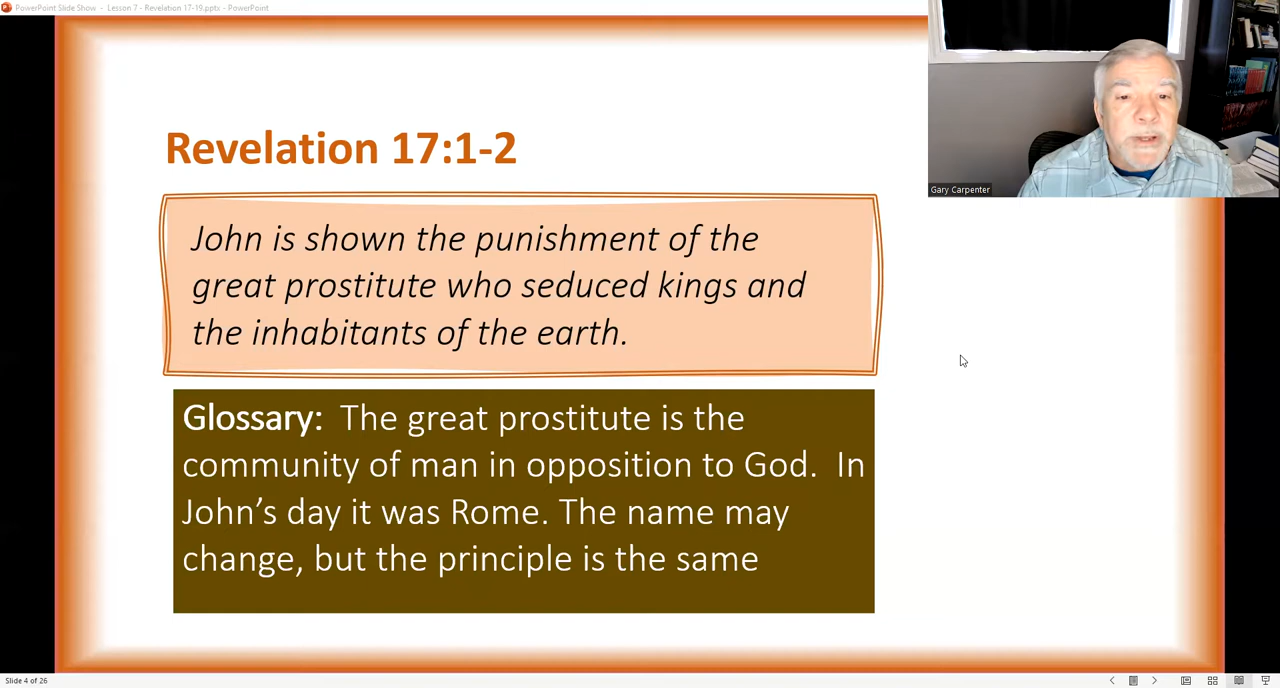 PowerPoint Slide Show - Lesson 7 - Revelation 17-19.pptx - PowerPoint
Gary Carpenter
Revelation 17:1-2
John is shown the punishment of the
great prostitute who seduced kings and
the inhabitants of the earth.
Glossary: The great prostitute is the
community of man in opposition to God. In
John’s day it was Rome. The name may
change, but the principle is the same
Slide 4 of 26